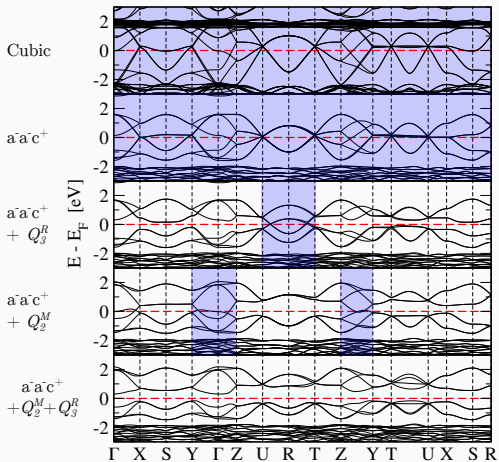 Cubic
2
0
-2
a⁻a⁻c⁺
2
0
-2
a⁻a⁻c⁺
+ Q₃ᴿ
2
0
-2
E - E_F [eV]
a⁻a⁻c⁺
+ Q₂ᴹ
2
0
-2
a⁻a⁻c⁺
+Q₂ᴹ+Q₃ᴿ
2
0
-2
Γ X S Y Γ Z U R T Z Y T U X S R